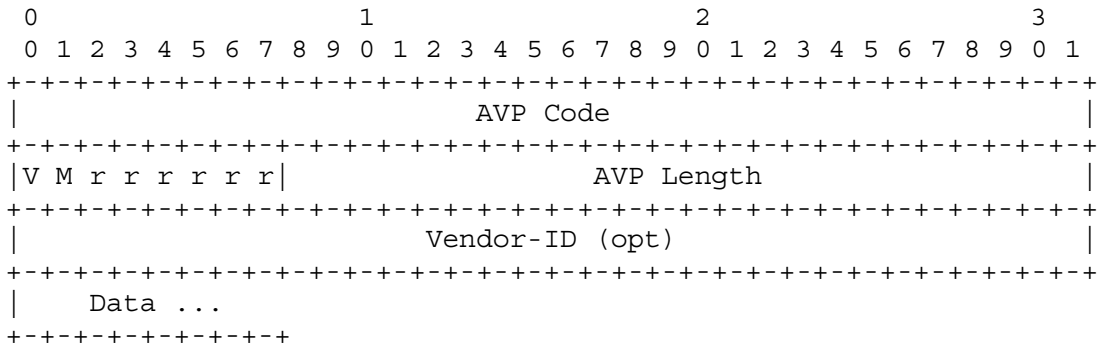 0                   1                   2                   3
 0 1 2 3 4 5 6 7 8 9 0 1 2 3 4 5 6 7 8 9 0 1 2 3 4 5 6 7 8 9 0 1
+-+-+-+-+-+-+-+-+-+-+-+-+-+-+-+-+-+-+-+-+-+-+-+-+-+-+-+-+-+-+-+-+
|                           AVP Code                            |
+-+-+-+-+-+-+-+-+-+-+-+-+-+-+-+-+-+-+-+-+-+-+-+-+-+-+-+-+-+-+-+-+
|V M r r r r r r|                  AVP Length                   |
+-+-+-+-+-+-+-+-+-+-+-+-+-+-+-+-+-+-+-+-+-+-+-+-+-+-+-+-+-+-+-+-+
|                        Vendor-ID (opt)                        |
+-+-+-+-+-+-+-+-+-+-+-+-+-+-+-+-+-+-+-+-+-+-+-+-+-+-+-+-+-+-+-+-+
|    Data ...
+-+-+-+-+-+-+-+-+